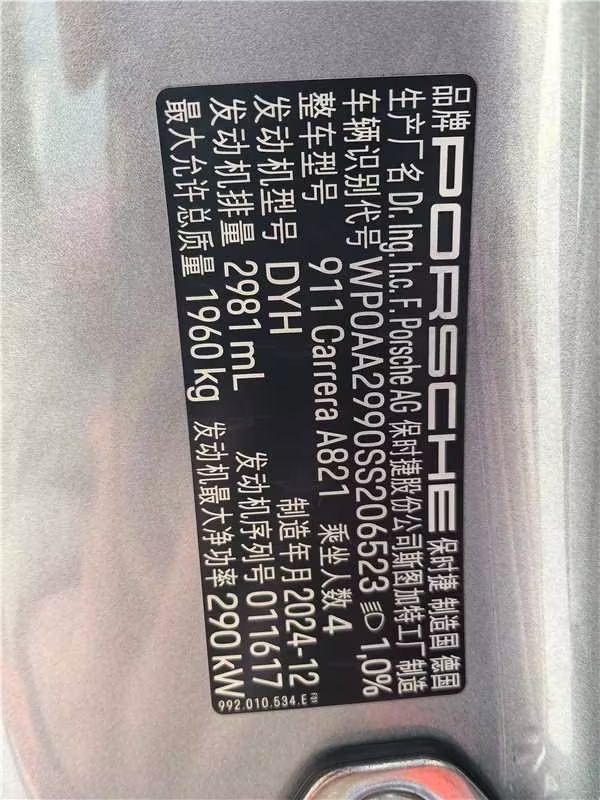 品牌 PORSCHE 保时捷 制造国 德国
生产厂名 Dr. Ing. h.c. F. Porsche AG 保时捷股份公司斯图加特工厂制造
车辆识别代号 WP0AA2990SS206523 1,0%
整车型号 911 Carrera A821 乘坐人数 4
发动机型号 DYH 制造年月 2024-12
发动机排量 2981 mL 发动机序列号 011617
最大允许总质量 1960 kg 发动机最大净功率 290 kW
992.010.534.E